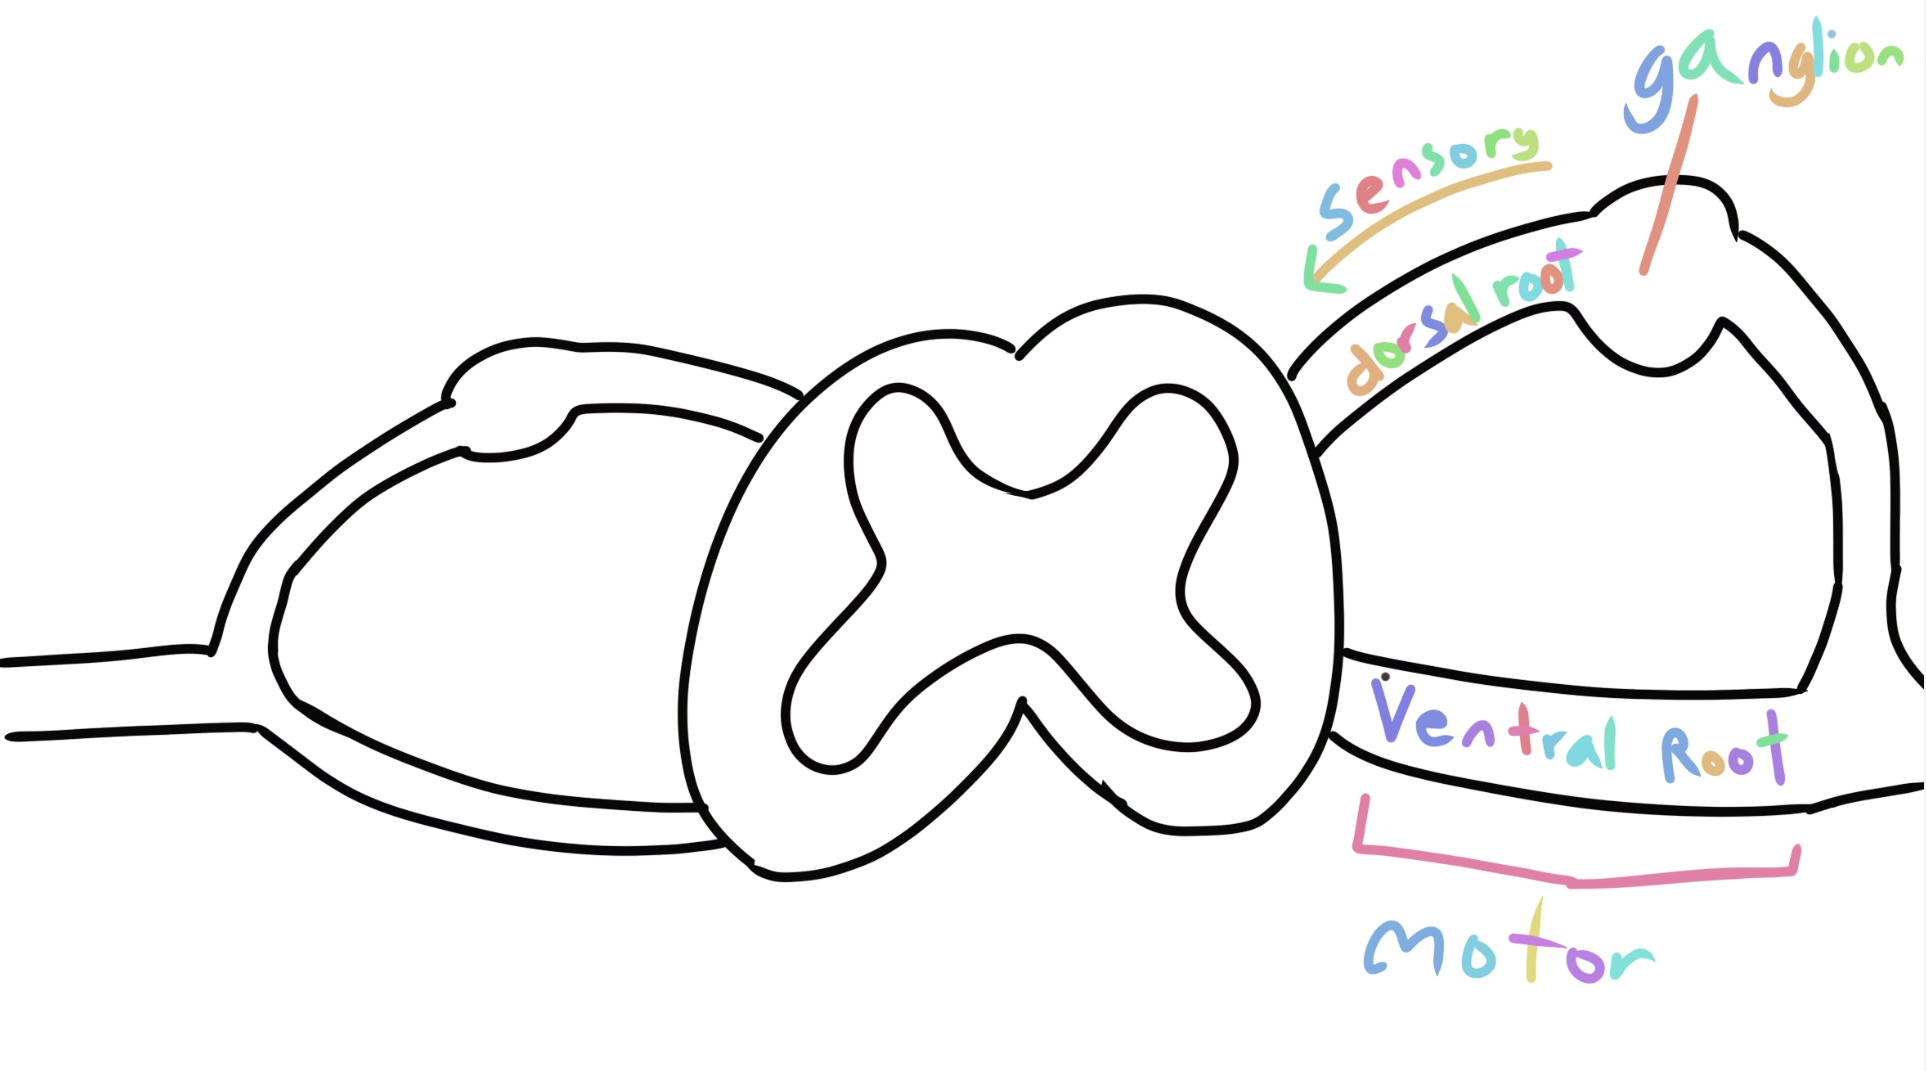 ganglion
sensory
dorsal root
Ventral Root
Motor